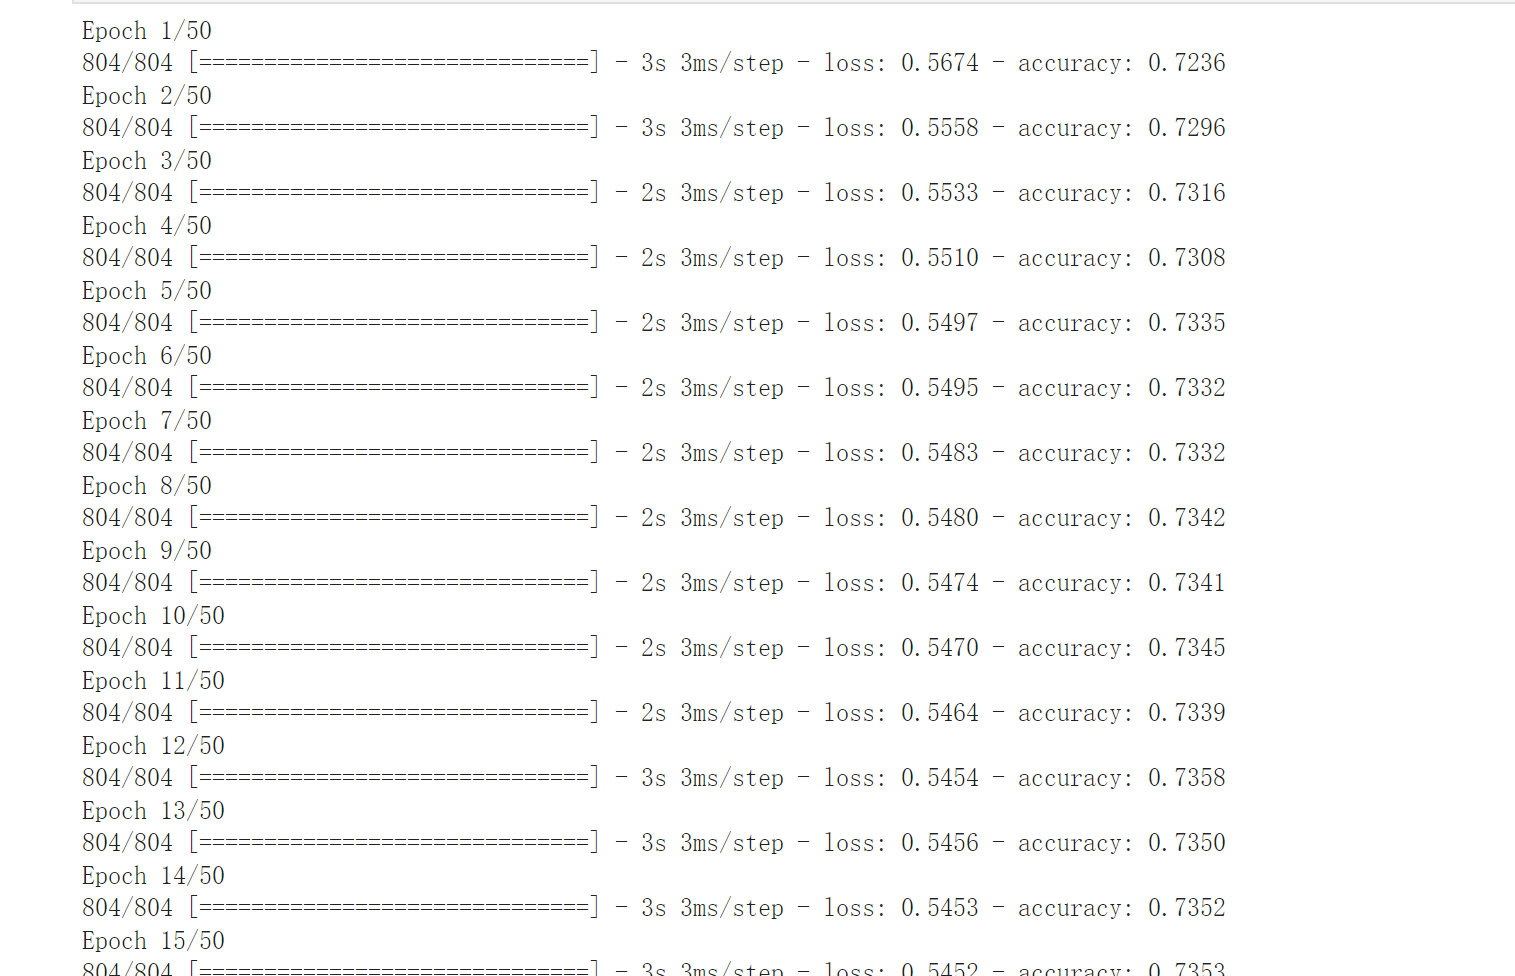 Epoch 1/50
804/804 [==============================] - 3s 3ms/step - loss: 0.5674 - accuracy: 0.7236
Epoch 2/50
804/804 [==============================] - 3s 3ms/step - loss: 0.5558 - accuracy: 0.7296
Epoch 3/50
804/804 [==============================] - 2s 3ms/step - loss: 0.5533 - accuracy: 0.7316
Epoch 4/50
804/804 [==============================] - 2s 3ms/step - loss: 0.5510 - accuracy: 0.7308
Epoch 5/50
804/804 [==============================] - 2s 3ms/step - loss: 0.5497 - accuracy: 0.7335
Epoch 6/50
804/804 [==============================] - 2s 3ms/step - loss: 0.5495 - accuracy: 0.7332
Epoch 7/50
804/804 [==============================] - 2s 3ms/step - loss: 0.5483 - accuracy: 0.7332
Epoch 8/50
804/804 [==============================] - 2s 3ms/step - loss: 0.5480 - accuracy: 0.7342
Epoch 9/50
804/804 [==============================] - 2s 3ms/step - loss: 0.5474 - accuracy: 0.7341
Epoch 10/50
804/804 [==============================] - 2s 3ms/step - loss: 0.5470 - accuracy: 0.7345
Epoch 11/50
804/804 [==============================] - 2s 3ms/step - loss: 0.5464 - accuracy: 0.7339
Epoch 12/50
804/804 [==============================] - 3s 3ms/step - loss: 0.5454 - accuracy: 0.7358
Epoch 13/50
804/804 [==============================] - 3s 3ms/step - loss: 0.5456 - accuracy: 0.7350
Epoch 14/50
804/804 [==============================] - 3s 3ms/step - loss: 0.5453 - accuracy: 0.7352
Epoch 15/50
804/804 [==============================] - 3s 3ms/step - loss: 0.5452 - accuracy: 0.7353